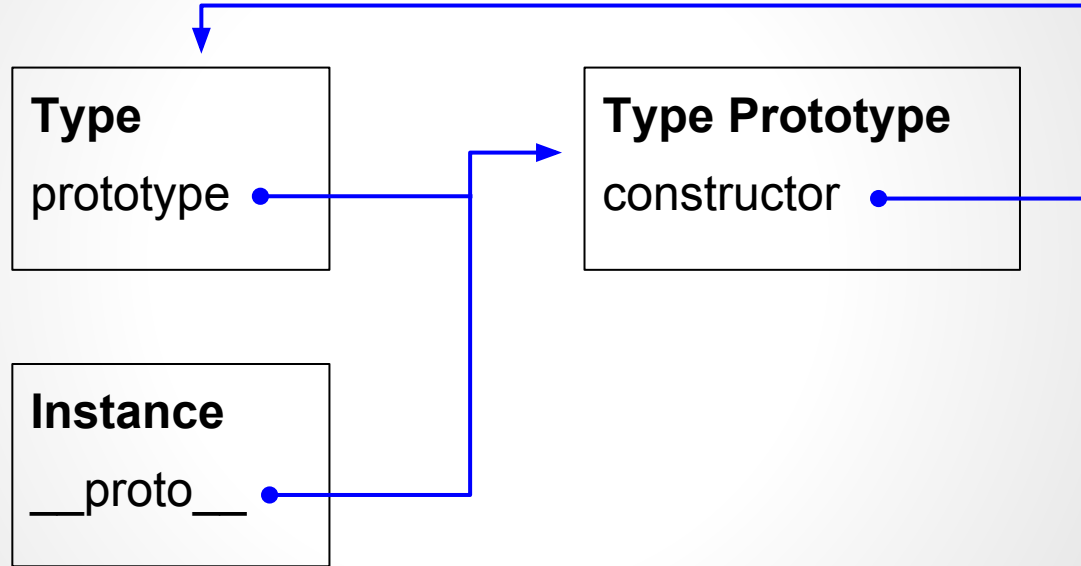 Type
prototype
Type Prototype
constructor
Instance
__proto__